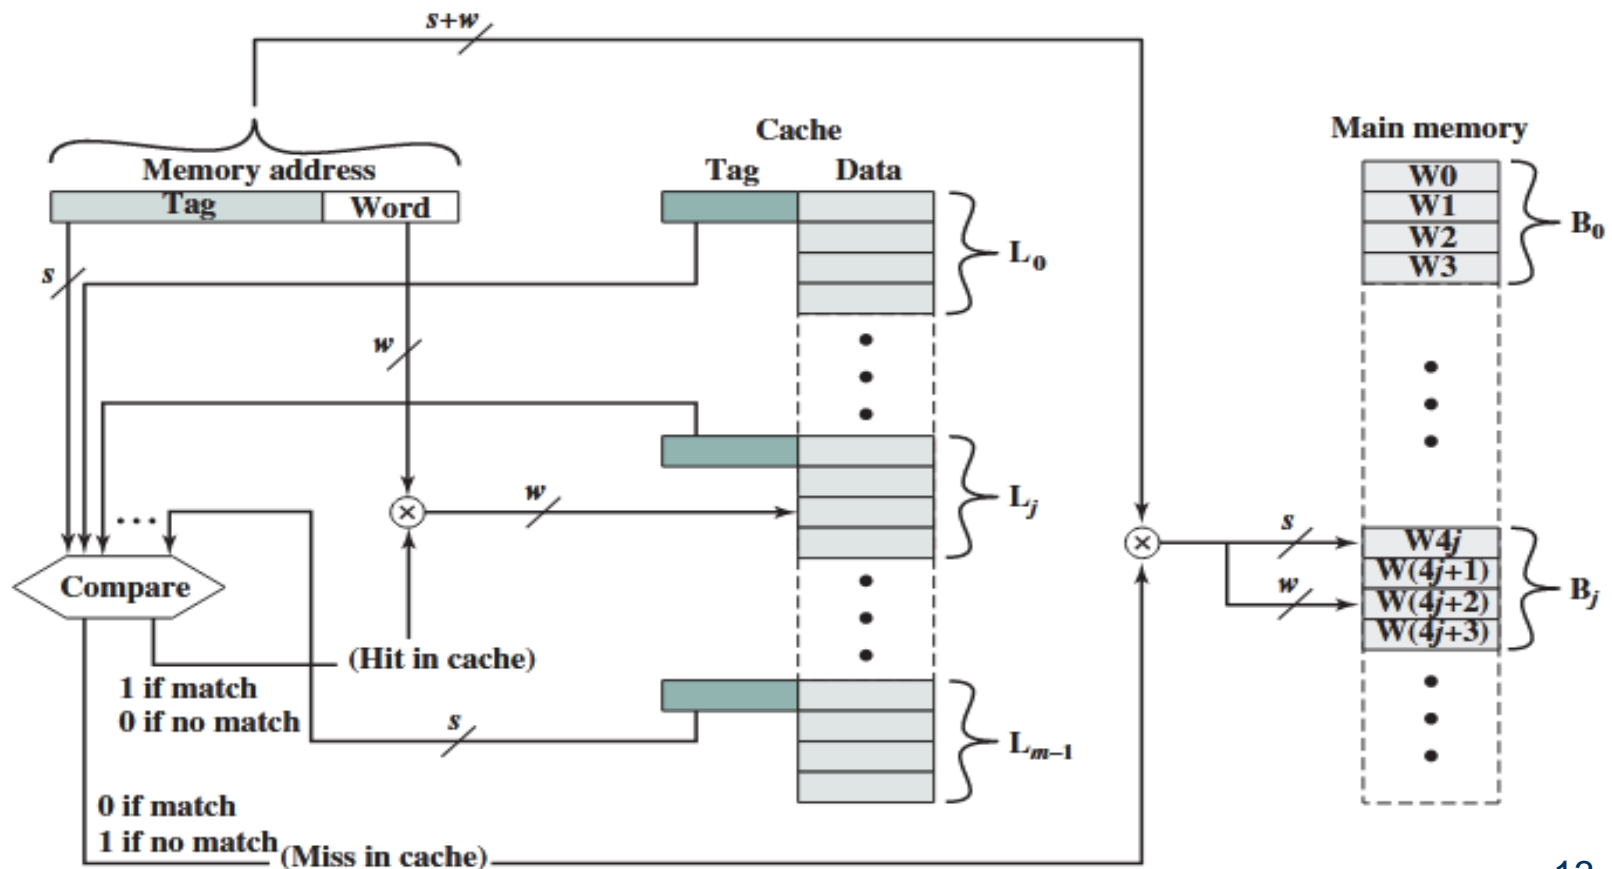 s+w
Cache
Main memory
Memory address
Tag Data
Tag Word
W0
W1
W2
W3
B0
L0
s
w
w
Lj
s
w
W4j
W(4j+1)
W(4j+2)
W(4j+3)
Bj
Compare
(Hit in cache)
1 if match
0 if no match
s
Lm−1
0 if match
1 if no match
(Miss in cache)